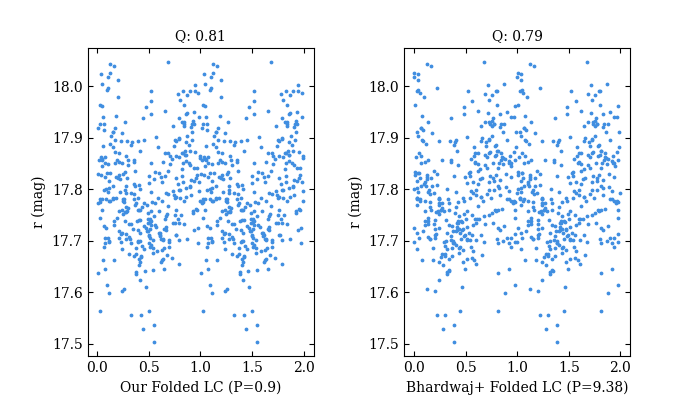 Q: 0.81
Q: 0.79
r (mag)
18.0
17.9
17.8
17.7
17.6
17.5
0.0 0.5 1.0 1.5 2.0
Our Folded LC (P=0.9)
r (mag)
18.0
17.9
17.8
17.7
17.6
17.5
0.0 0.5 1.0 1.5 2.0
Bhardwaj+ Folded LC (P=9.38)